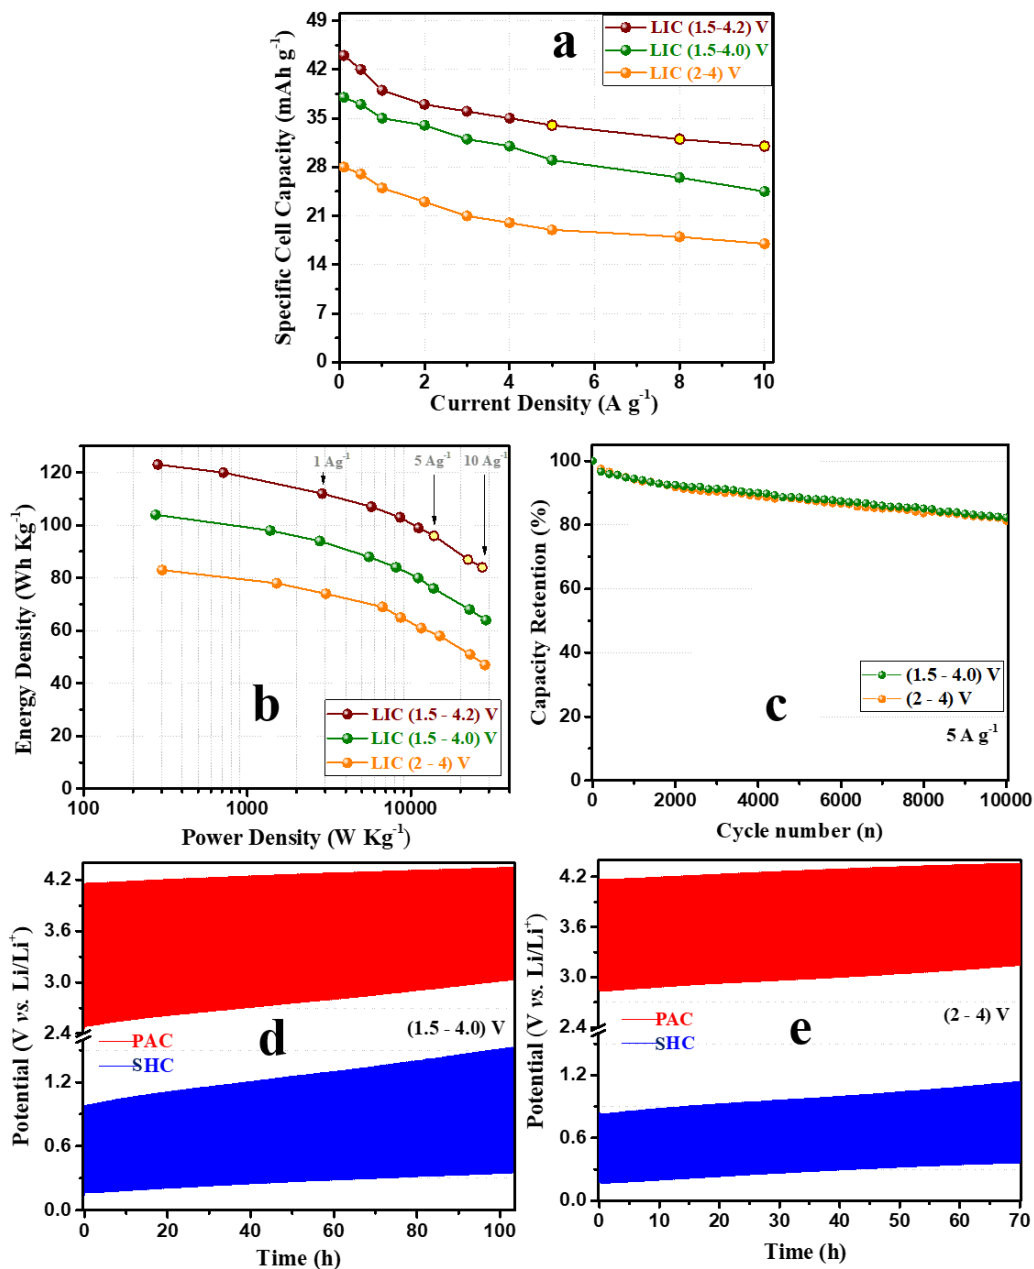 a
LIC (1.5-4.2) V
LIC (1.5-4.0) V
LIC (2-4) V
Specific Cell Capacity (mAh g⁻¹)
49
42
35
28
21
14
7
0
0 2 4 6 8 10
Current Density (A g⁻¹)
b
1 Ag⁻¹ 5 Ag⁻¹ 10 Ag⁻¹
Energy Density (Wh Kg⁻¹)
120
100
80
60
40
20
0
LIC (1.5 - 4.2) V
LIC (1.5 - 4.0) V
LIC (2 - 4) V
100 1000 10000
Power Density (W Kg⁻¹)
c
Capacity Retention (%)
100
80
60
40
20
0
(1.5 - 4.0) V
(2 - 4) V
5 A g⁻¹
0 2000 4000 6000 8000 10000
Cycle number (n)
d
Potential (V vs. Li/Li⁺)
4.2
3.6
3.0
2.4
1.2
0.6
0.0
PAC
SHC
(1.5 - 4.0) V
0 20 40 60 80 100
Time (h)
e
Potential (V vs. Li/Li⁺)
4.2
3.6
3.0
2.4
1.2
0.6
0.0
PAC
SHC
(2 - 4) V
0 10 20 30 40 50 60 70
Time (h)